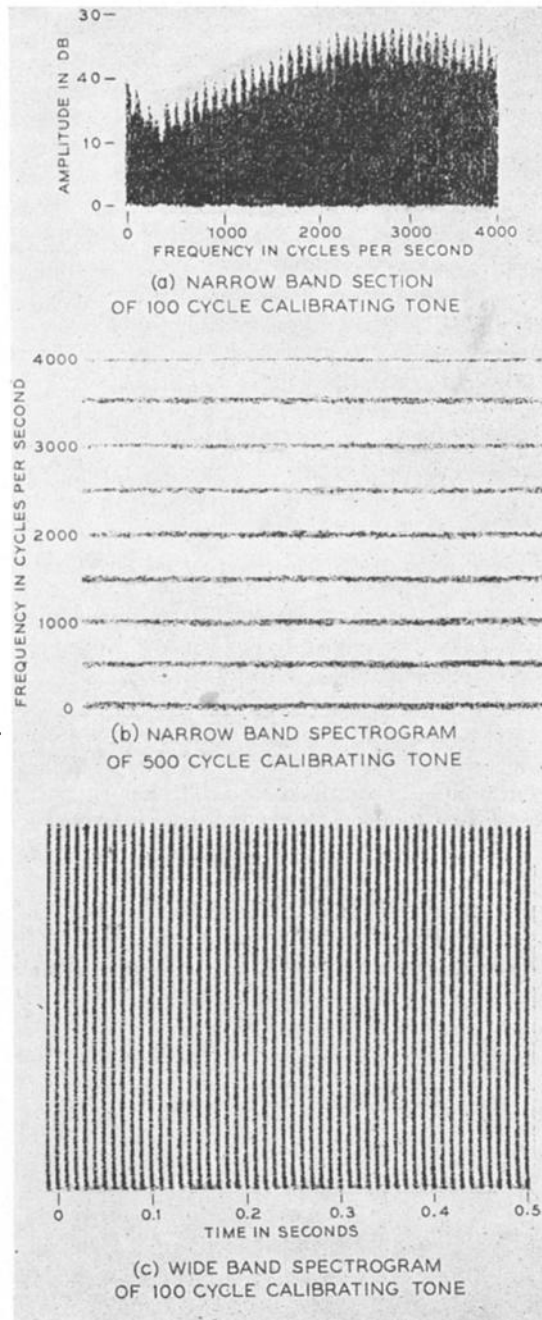 30
40
10
0
AMPLITUDE IN DB
0 1000 2000 3000 4000
FREQUENCY IN CYCLES PER SECOND
(a) NARROW BAND SECTION
OF 100 CYCLE CALIBRATING TONE
4000
3000
2000
1000
0
FREQUENCY IN CYCLES PER SECOND
(b) NARROW BAND SPECTROGRAM
OF 500 CYCLE CALIBRATING TONE
0 0.1 0.2 0.3 0.4 0.5
TIME IN SECONDS
(c) WIDE BAND SPECTROGRAM
OF 100 CYCLE CALIBRATING TONE